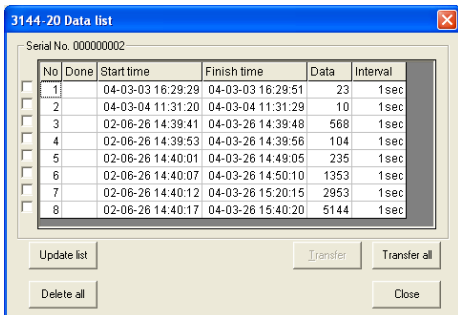 3144-20 Data list
Serial No. 000000002
No Done Start time Finish time Data Interval
1 04-03-03 16:29:29 04-03-03 16:29:51 23 1sec
2 04-03-04 11:31:20 04-03-04 11:31:29 10 1sec
3 02-06-26 14:39:41 04-03-26 14:39:48 568 1sec
4 02-06-26 14:39:53 04-03-26 14:39:56 104 1sec
5 02-06-26 14:40:01 04-03-26 14:49:05 235 1sec
6 02-06-26 14:40:07 04-03-26 14:50:10 1353 1sec
7 02-06-26 14:40:12 04-03-26 15:20:15 2953 1sec
8 02-06-26 14:40:17 04-03-26 15:40:20 5144 1sec
Update list Transfer Transfer all
Delete all Close